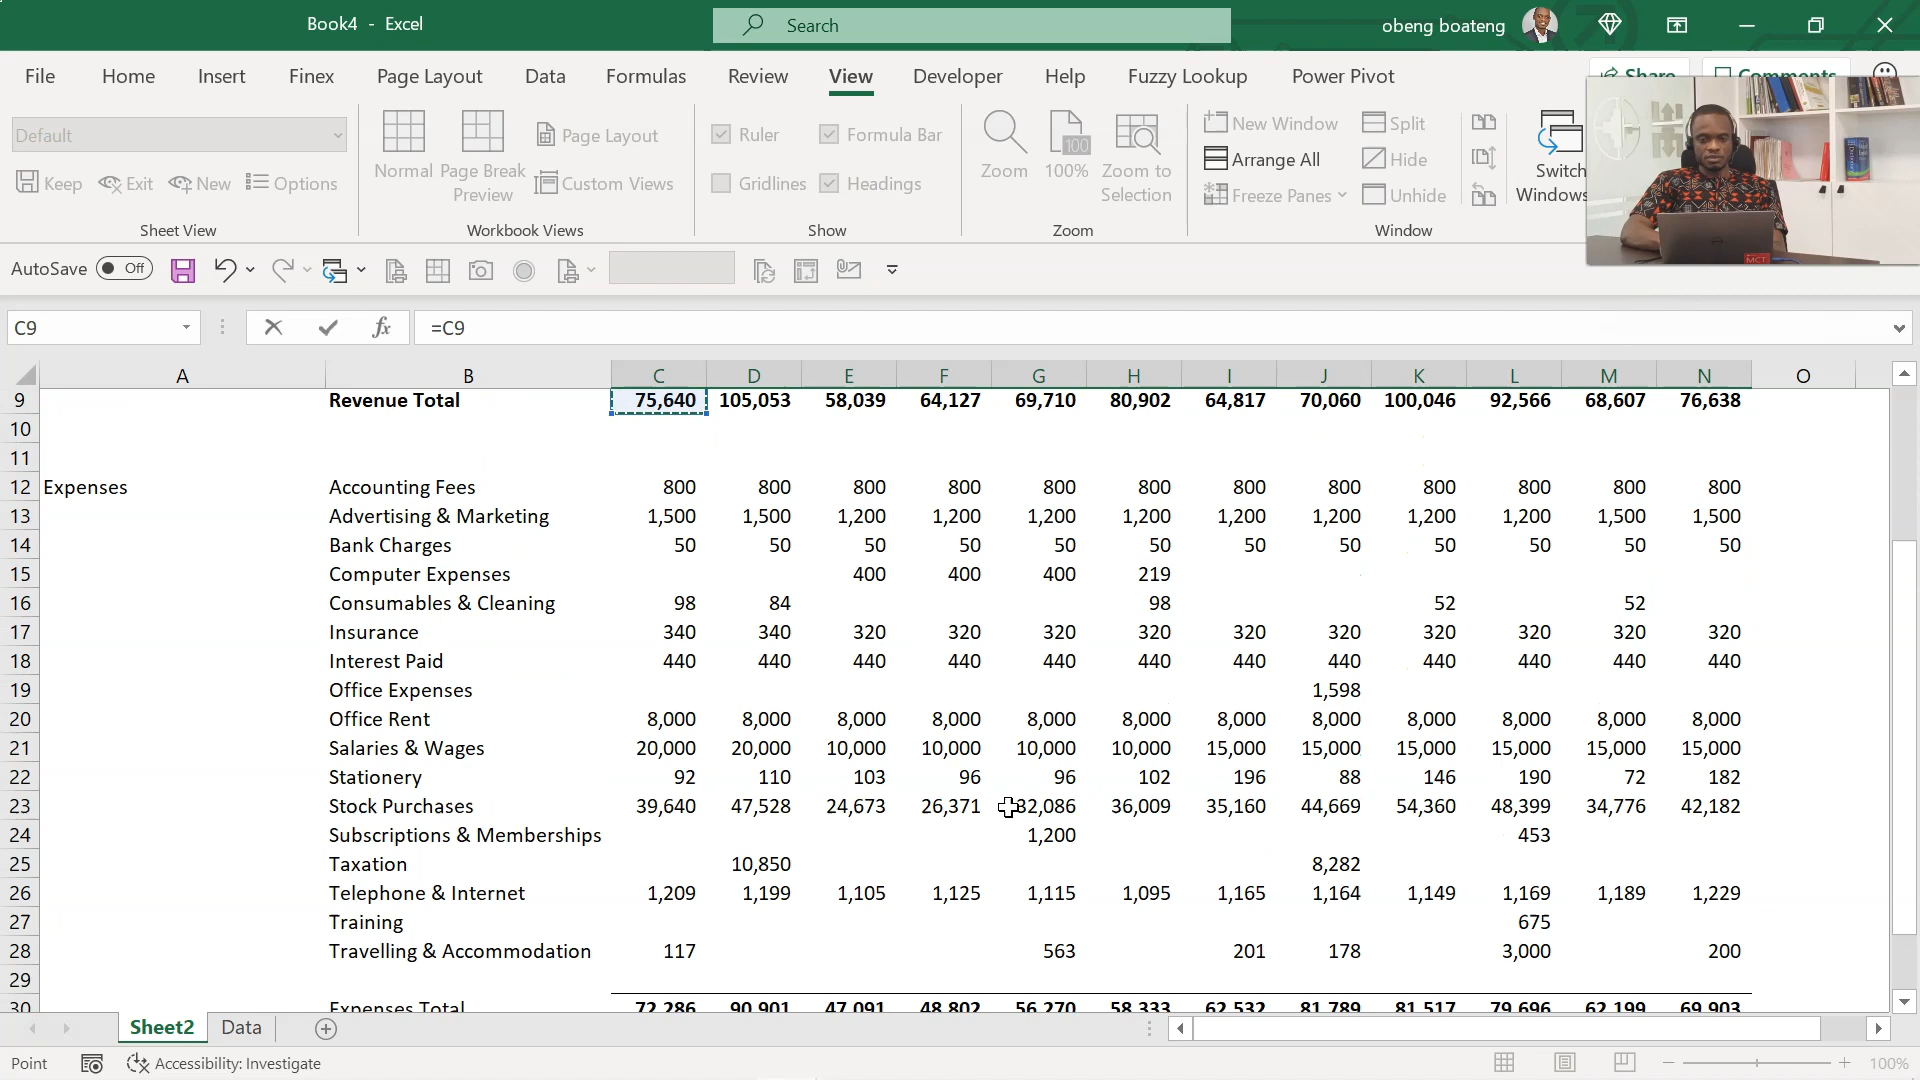 Book4 - Excel
Search
obeng boateng
File Home Insert Finex Page Layout Data Formulas Review View Developer Help Fuzzy Lookup Power Pivot Share Comments
Default
Keep Exit New Options
Sheet View
Normal Page Break Preview
Page Layout
Custom Views
Workbook Views
Ruler Formula Bar
Gridlines Headings
Show
Zoom 100% Zoom to Selection
100
Zoom
New Window Split
Arrange All Hide
Freeze Panes Unhide
Switch Windows
Window
MCT
AutoSave Off
C9 fx =C9
A B C D E F G H I J K L M N O
9 Revenue Total 75,640 105,053 58,039 64,127 69,710 80,902 64,817 70,060 100,046 92,566 68,607 76,638
10
11
12 Expenses Accounting Fees 800 800 800 800 800 800 800 800 800 800 800 800
13 Advertising & Marketing 1,500 1,500 1,200 1,200 1,200 1,200 1,200 1,200 1,200 1,200 1,500 1,500
14 Bank Charges 50 50 50 50 50 50 50 50 50 50 50 50
15 Computer Expenses 400 400 400 219
16 Consumables & Cleaning 98 84 98 52 52
17 Insurance 340 340 320 320 320 320 320 320 320 320 320 320
18 Interest Paid 440 440 440 440 440 440 440 440 440 440 440 440
19 Office Expenses 1,598
20 Office Rent 8,000 8,000 8,000 8,000 8,000 8,000 8,000 8,000 8,000 8,000 8,000 8,000
21 Salaries & Wages 20,000 20,000 10,000 10,000 10,000 10,000 15,000 15,000 15,000 15,000 15,000 15,000
22 Stationery 92 110 103 96 96 102 196 88 146 190 72 182
23 Stock Purchases 39,640 47,528 24,673 26,371 32,086 36,009 35,160 44,669 54,360 48,399 34,776 42,182
24 Subscriptions & Memberships 1,200 453
25 Taxation 10,850 8,282
26 Telephone & Internet 1,209 1,199 1,105 1,125 1,115 1,095 1,165 1,164 1,149 1,169 1,189 1,229
27 Training 675
28 Travelling & Accommodation 117 563 201 178 3,000 200
29
30 Expenses Total 72,286 90,901 47,091 48,802 56,270 58,333 62,532 81,789 81,517 79,696 62,199 69,903
Sheet2 Data
Point Accessibility: Investigate 100%